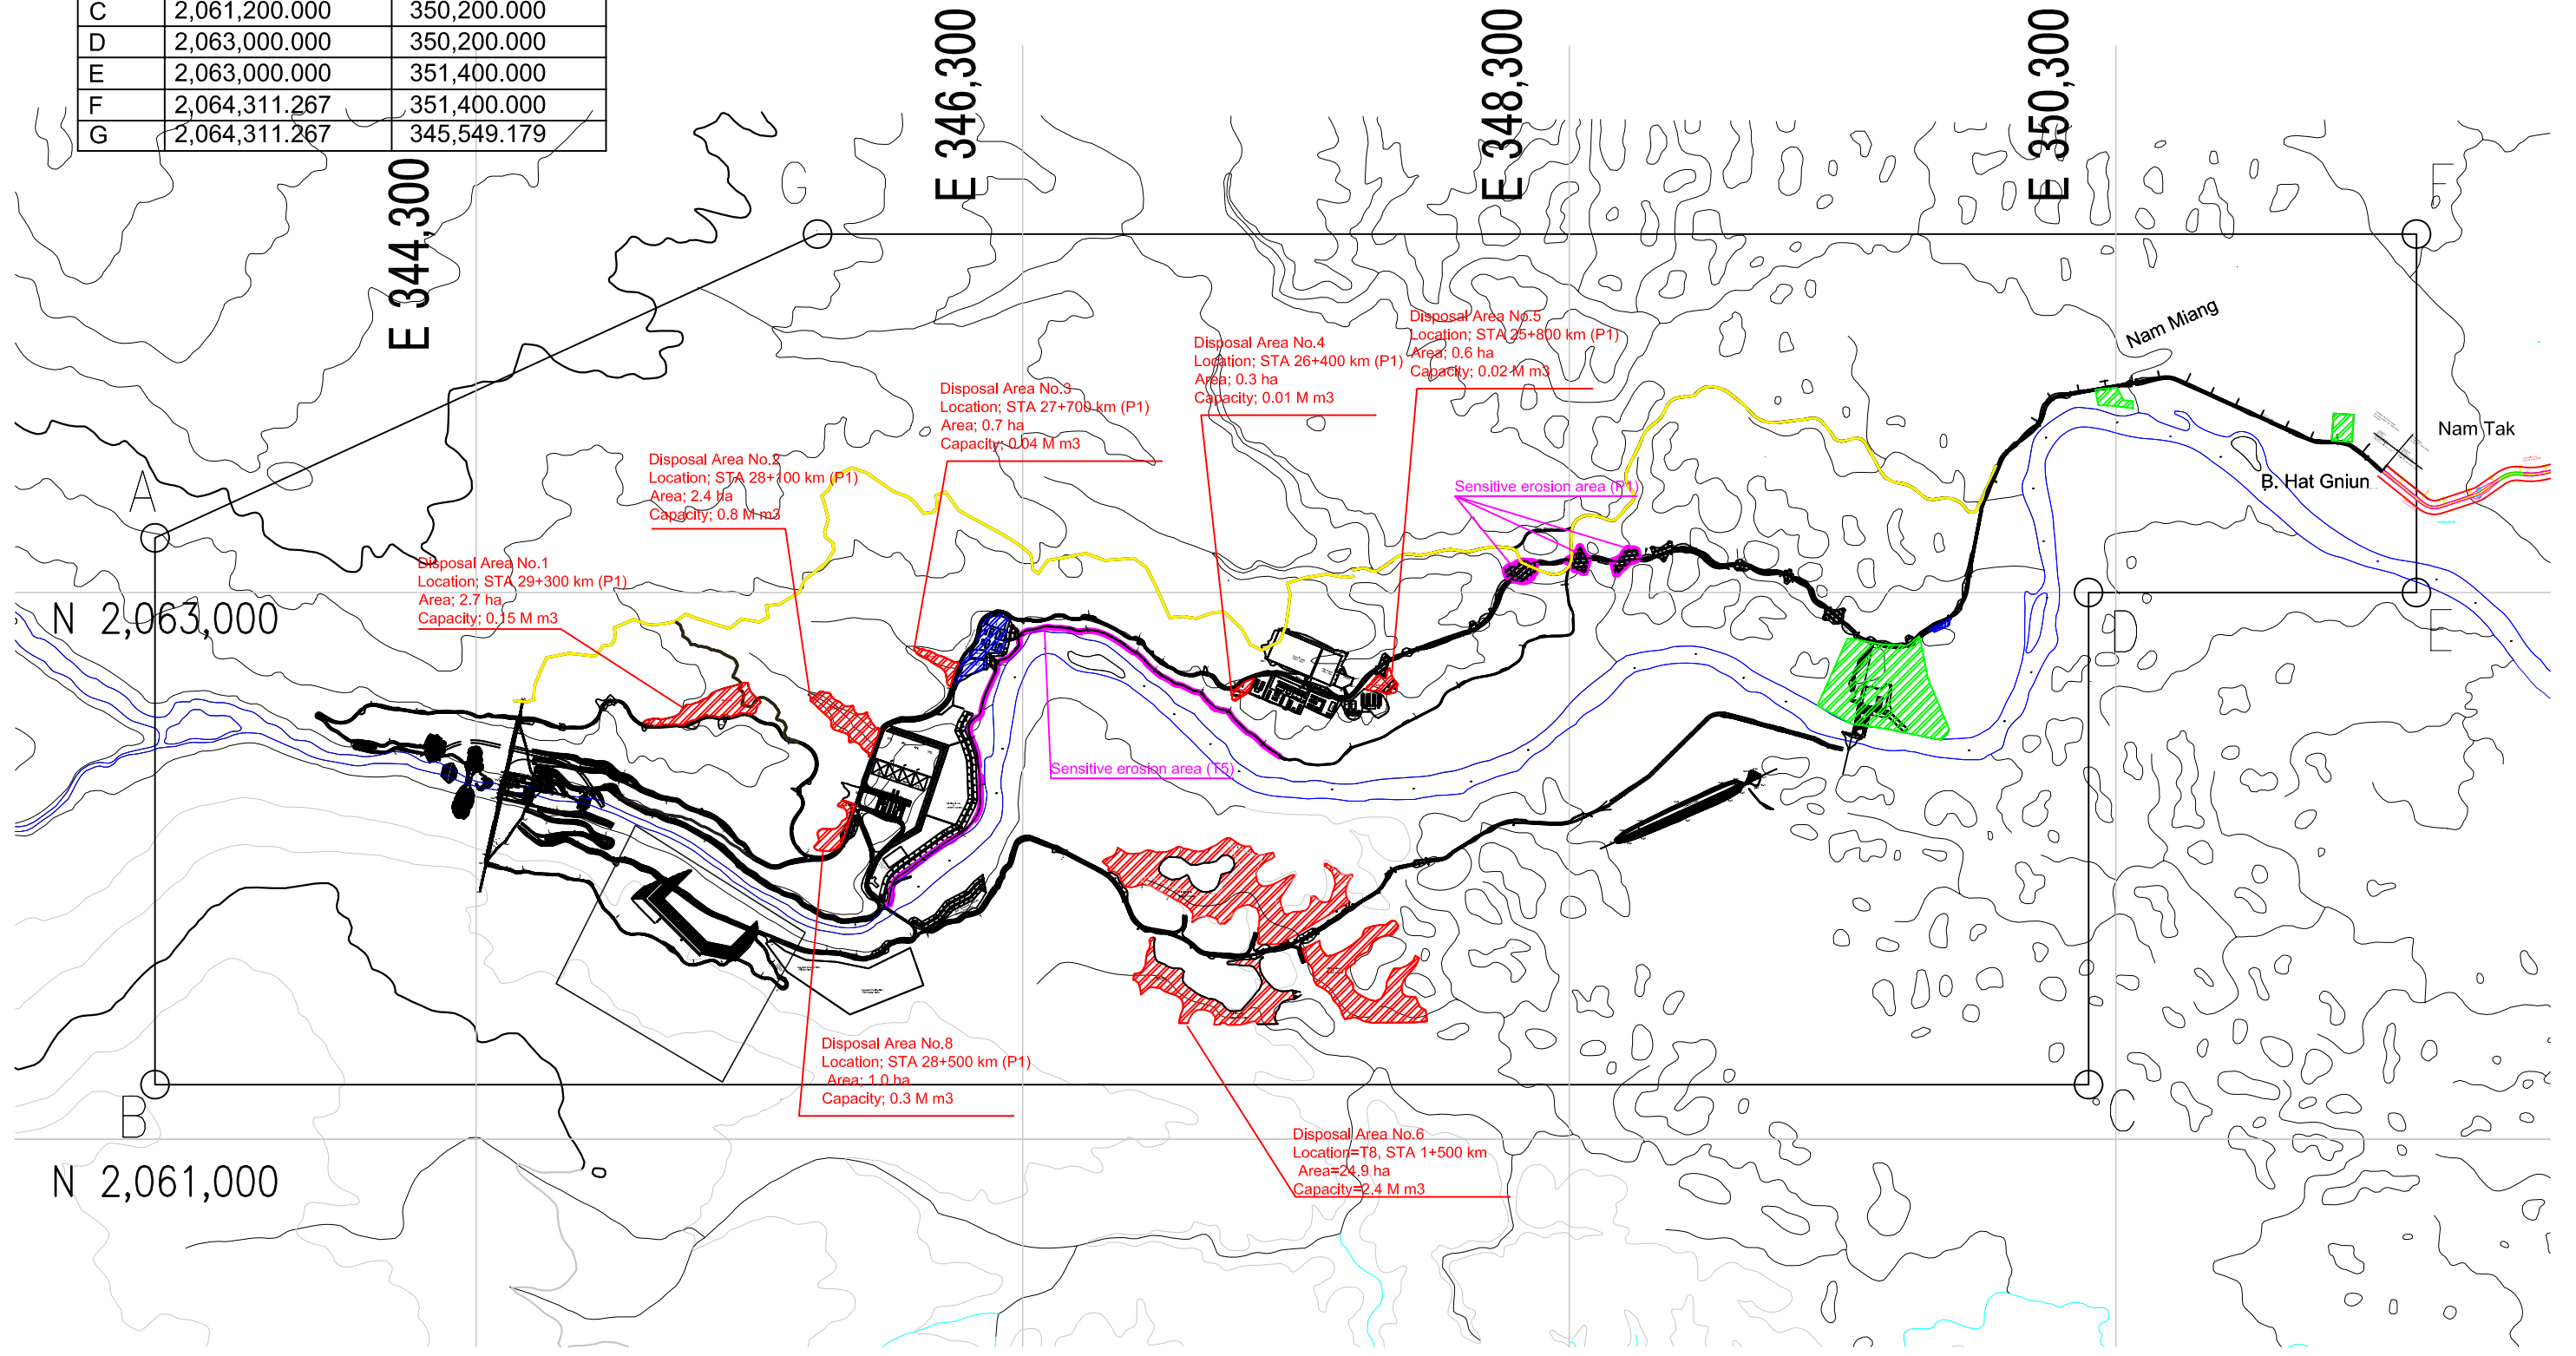 C 2,061,200.000 350,200.000
D 2,063,000.000 350,200.000
E 2,063,000.000 351,400.000
F 2,064,311.267 351,400.000
G 2,064,311.267 345,549.179
E 344,300
E 346,300
E 348,300
E 350,300
G
F
A
Nam Miang
Nam Tak
B. Hat Gniun
Disposal Area No.5
Location; STA 25+800 km (P1)
Area; 0.6 ha
Capacity; 0.02 M m3
Disposal Area No.4
Location; STA 26+400 km (P1)
Area; 0.3 ha
Capacity; 0.01 M m3
Disposal Area No.3
Location; STA 27+700 km (P1)
Area; 0.7 ha
Capacity; 0.04 M m3
Disposal Area No.2
Location; STA 28+100 km (P1)
Area; 2.4 ha
Capacity; 0.8 M m3
Sensitive erosion area (P1)
Disposal Area No.1
Location; STA 29+300 km (P1)
Area; 2.7 ha
Capacity; 0.15 M m3
N 2,063,000
D
E
Sensitive erosion area (T5)
Disposal Area No.8
Location; STA 28+500 km (P1)
Area; 1.0 ha
Capacity; 0.3 M m3
B
C
Disposal Area No.6
Location=T8, STA 1+500 km
Area=24.9 ha
Capacity=2.4 M m3
N 2,061,000